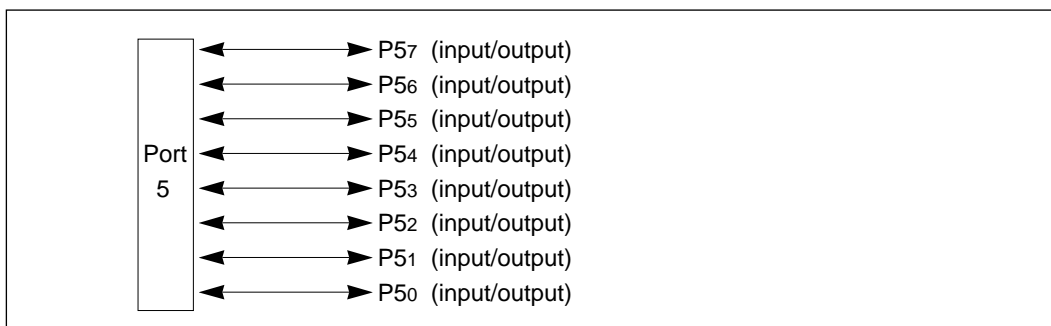 P57 (input/output)
P56 (input/output)
P55 (input/output)
Port
P54 (input/output)
5
P53 (input/output)
P52 (input/output)
P51 (input/output)
P50 (input/output)